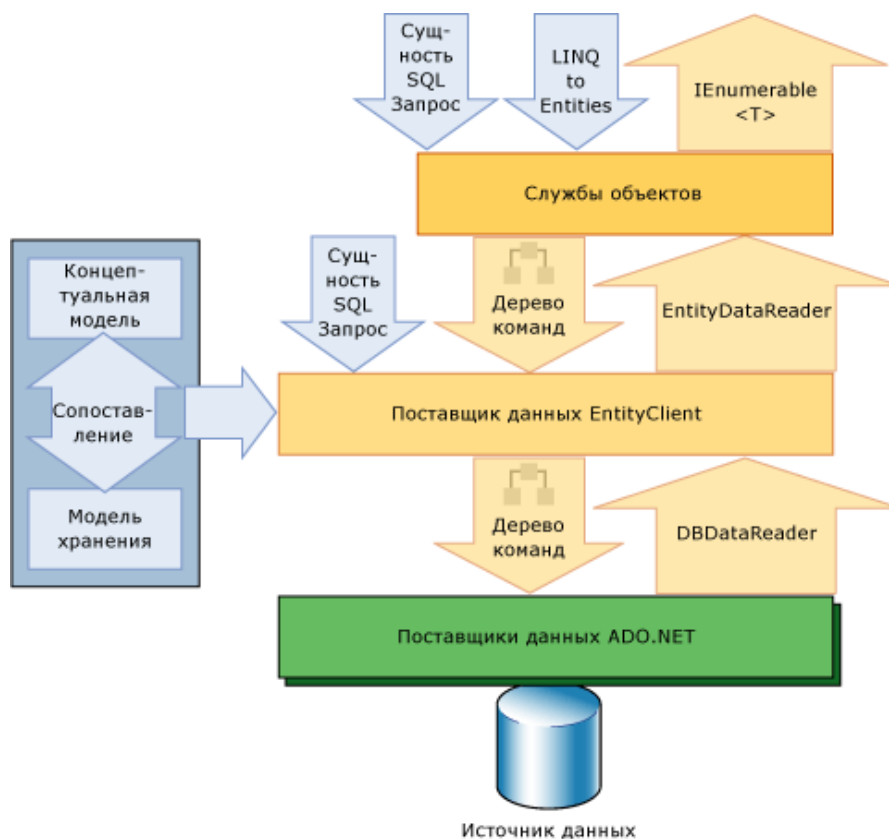 Сущ-
ность
SQL
Запрос
LINQ
to
Entities
IEnumerable
<T>
Службы объектов
Концеп-
туальная
модель
Сопостав-
ление
Модель
хранения
Сущ-
ность
SQL
Запрос
Дерево
команд
EntityDataReader
Поставщик данных EntityClient
Дерево
команд
DBDataReader
Поставщики данных ADO.NET
Источник данных